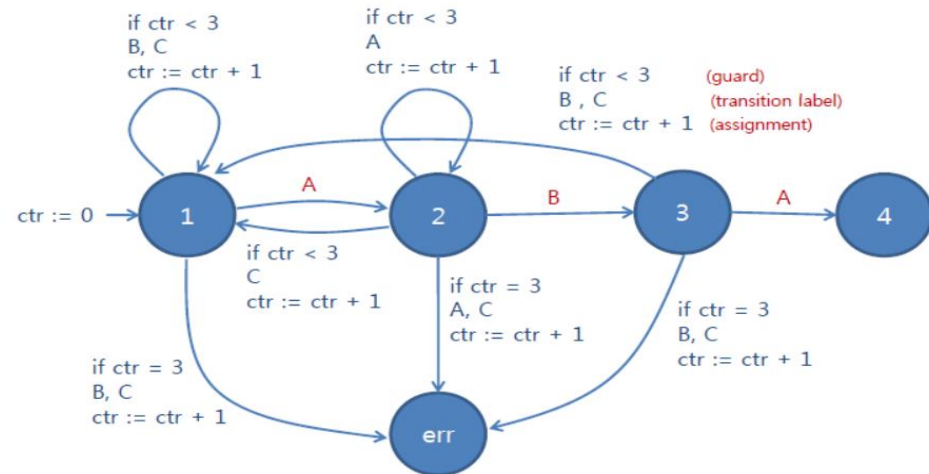 if ctr < 3
B, C
ctr := ctr + 1
if ctr < 3
A
ctr := ctr + 1
if ctr < 3 (guard)
B , C (transition label)
ctr := ctr + 1 (assignment)
ctr := 0
1
A
2
B
3
A
4
if ctr < 3
C
ctr := ctr + 1
if ctr = 3
A, C
ctr := ctr + 1
if ctr = 3
B, C
ctr := ctr + 1
if ctr = 3
B, C
ctr := ctr + 1
err